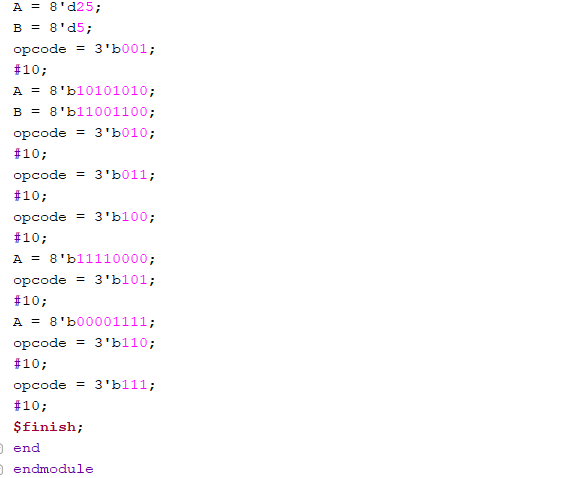 A = 8'd25;
B = 8'd5;
opcode = 3'b001;
#10;
A = 8'b10101010;
B = 8'b11001100;
opcode = 3'b010;
#10;
opcode = 3'b011;
#10;
opcode = 3'b100;
#10;
A = 8'b11110000;
opcode = 3'b101;
#10;
A = 8'b00001111;
opcode = 3'b110;
#10;
opcode = 3'b111;
#10;
$finish;
end
endmodule